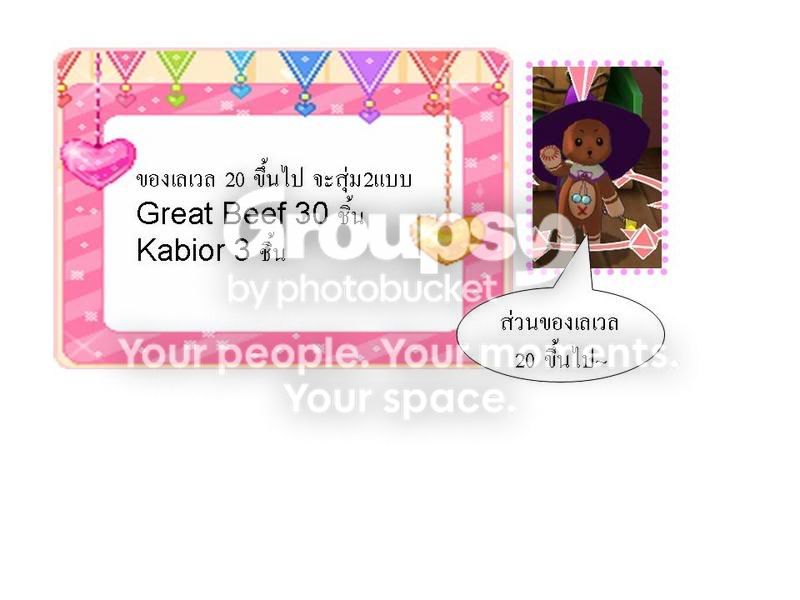 ของเลเวล 20 ขึ้นไป จะสุ่ม2แบบ
Great Beef 30 ชิ้น
Kabior 3 ชิ้น
Groupsy
by photobucket
ส่วนของเลเวล
20 ขึ้นไป~
Your people. Your moments.
Your space.